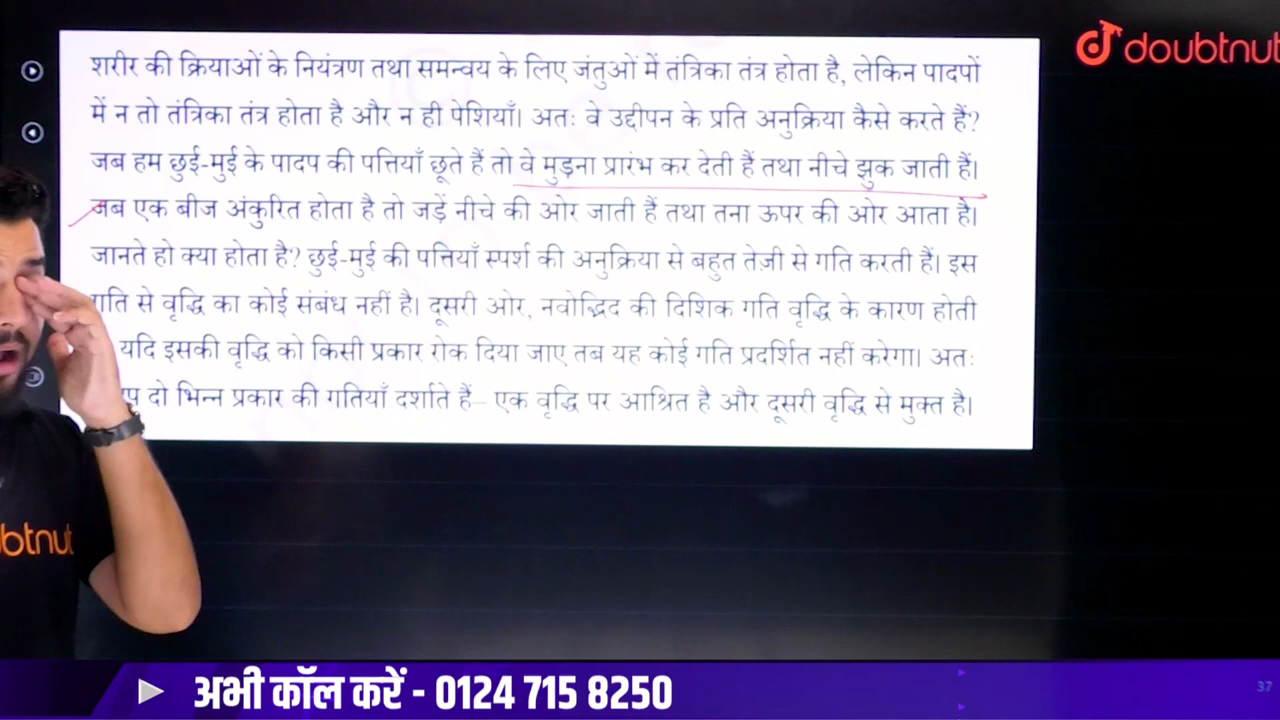 doubtnut
शरीर की क्रियाओं के नियंत्रण तथा समन्वय के लिए जंतुओं में तंत्रिका तंत्र होता है, लेकिन पादपों
में न तो तंत्रिका तंत्र होता है और न ही पेशियाँ। अतः वे उद्दीपन के प्रति अनुक्रिया कैसे करते हैं?
जब हम छुई-मुई के पादप की पत्तियाँ छूते हैं तो वे मुड़ना प्रारंभ कर देती हैं तथा नीचे झुक जाती हैं।
जब एक बीज अंकुरित होता है तो जड़ें नीचे की ओर जाती हैं तथा तना ऊपर की ओर आता है।
जानते हो क्या होता है? छुई-मुई की पत्तियाँ स्पर्श की अनुक्रिया से बहुत तेज़ी से गति करती हैं। इस
गति से वृद्धि का कोई संबंध नहीं है। दूसरी ओर, नवोद्भिद की दिशिक गति वृद्धि के कारण होती
यदि इसकी वृद्धि को किसी प्रकार रोक दिया जाए तब यह कोई गति प्रदर्शित नहीं करेगा। अतः
प दो भिन्न प्रकार की गतियाँ दर्शाते हैं– एक वृद्धि पर आश्रित है और दूसरी वृद्धि से मुक्त है।
btnut
अभी कॉल करें - 0124 715 8250
37